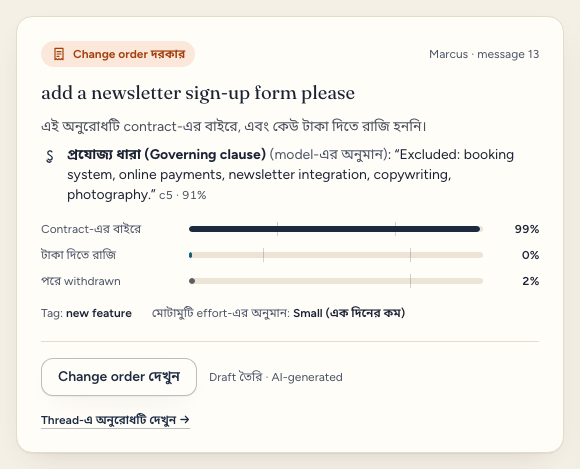 Change order দরকার
Marcus · message 13
add a newsletter sign-up form please
এই অনুরোধটি contract-এর বাইরে, এবং কেউ টাকা দিতে রাজি হননি।
§ প্রযোজ্য ধারা (Governing clause) (model-এর অনুমান): “Excluded: booking
system, online payments, newsletter integration, copywriting,
photography.” c5 · 91%
Contract-এর বাইরে 99%
টাকা দিতে রাজি 0%
পরে withdrawn 2%
Tag: new feature মোটামুটি effort-এর অনুমান: Small (এক দিনের কম)
Change order দেখুন Draft তৈরি · AI-generated
Thread-এ অনুরোধটি দেখুন →